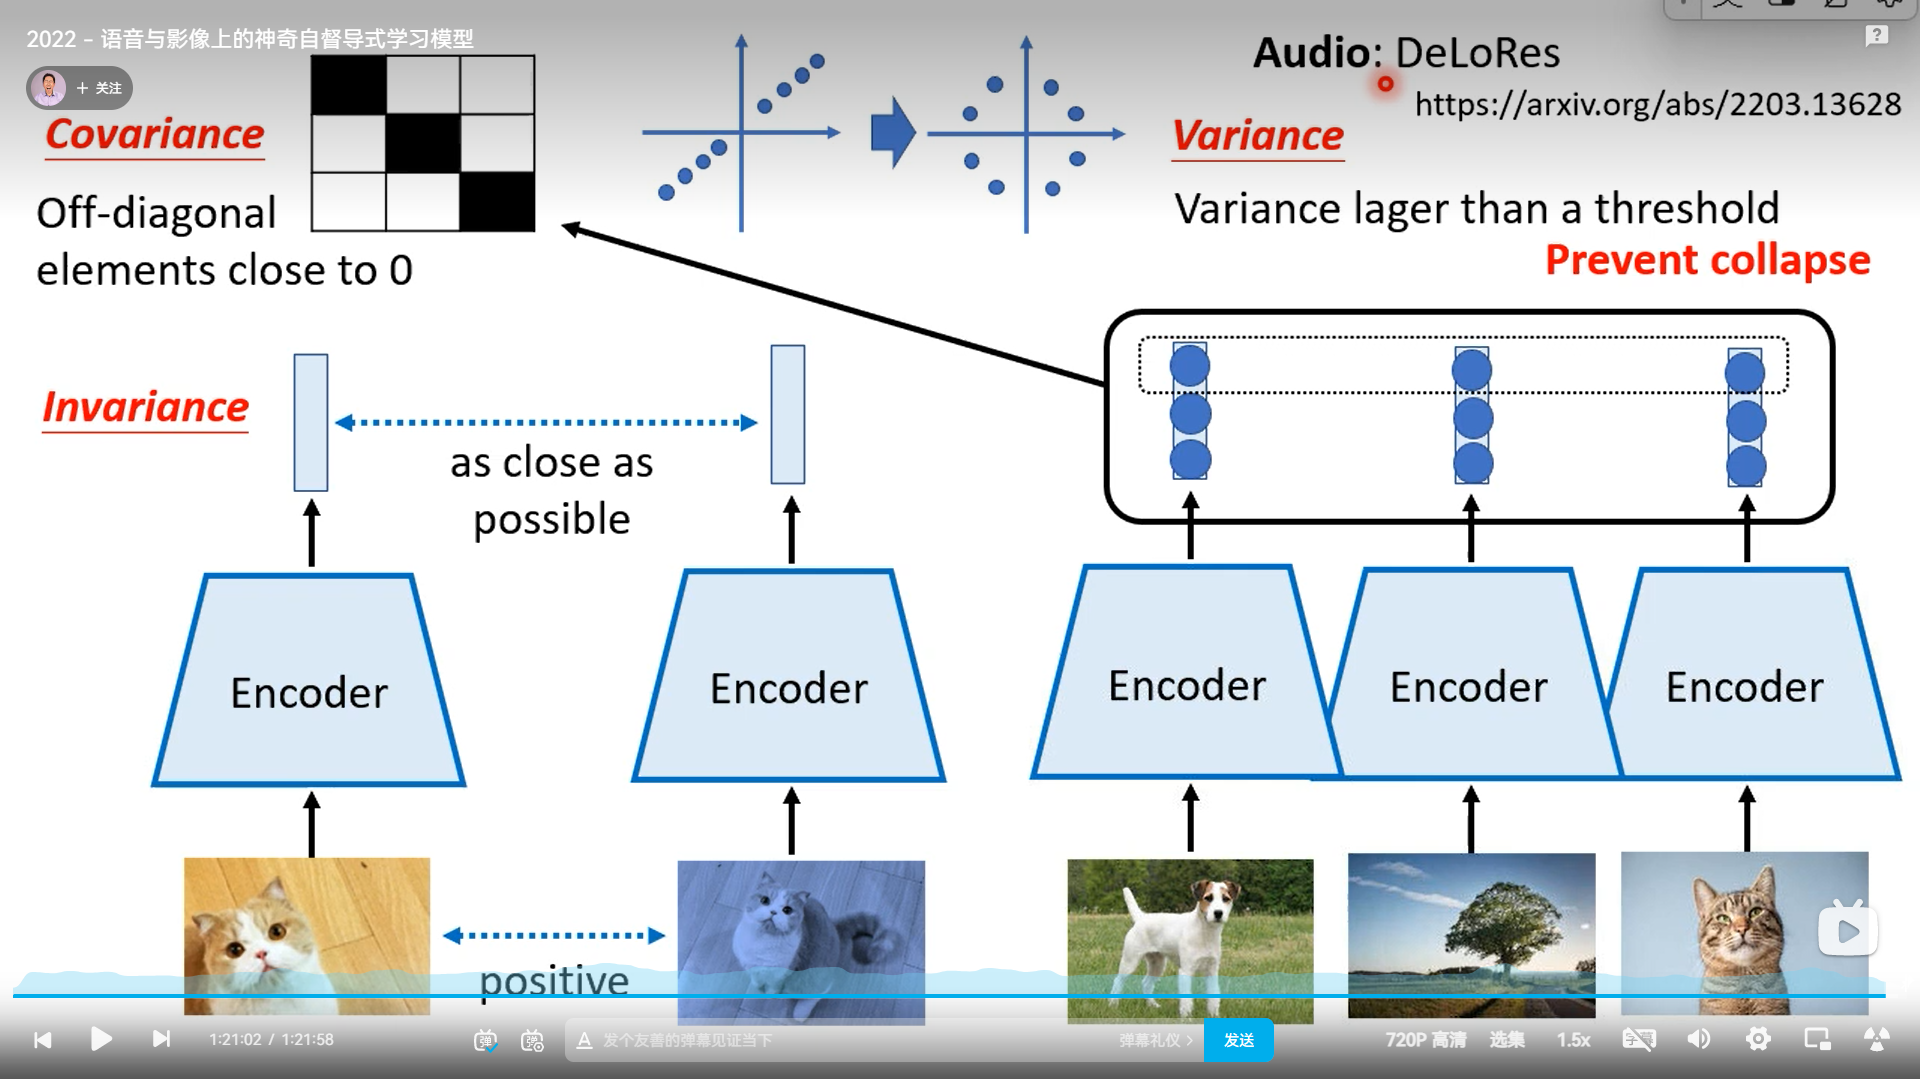 2022 - 语音与影像上的神奇自督导式学习模型
+ 关注
Audio: DeLoRes
https://arxiv.org/abs/2203.13628
Covariance
Off-diagonal
elements close to 0
Variance
Variance lager than a threshold
Prevent collapse
Invariance
as close as
possible
Encoder
Encoder
Encoder
Encoder
Encoder
positive
1:21:02 / 1:21:58
弹
弹
A 发个友善的弹幕见证当下
弹幕礼仪 >
发送
720P 高清
选集
1.5x
字幕